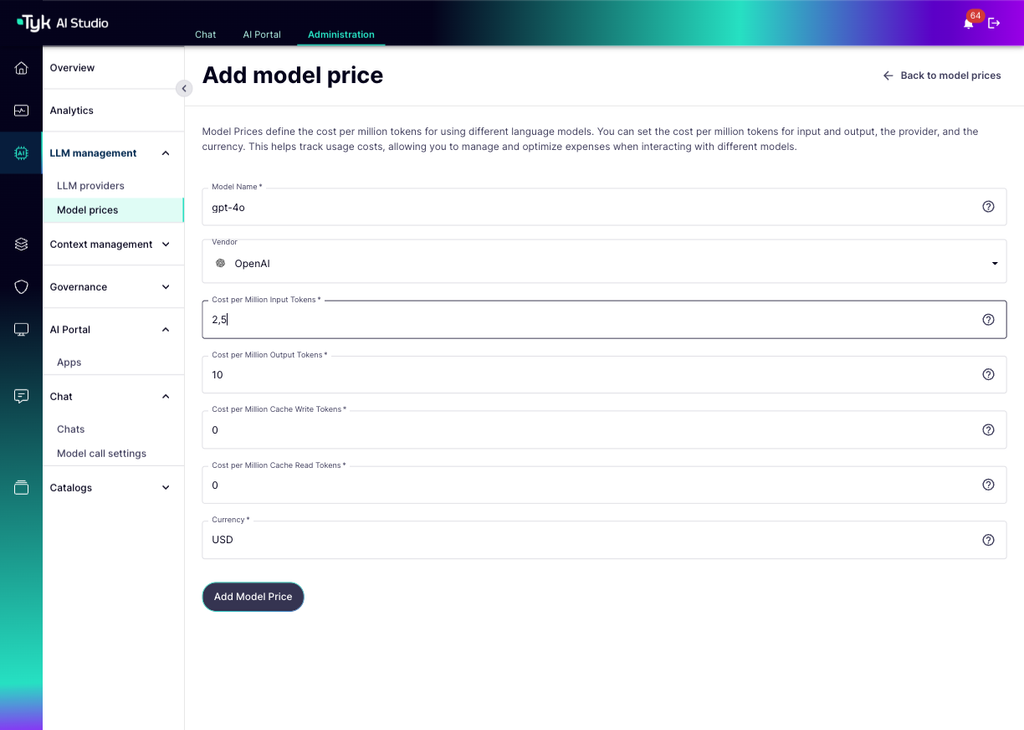 Tyk AI Studio
Chat
AI Portal
Administration
64
Overview
Analytics
LLM management
LLM providers
Model prices
Context management
Governance
AI Portal
Apps
Chat
Chats
Model call settings
Catalogs
Add model price
Back to model prices
Model Prices define the cost per million tokens for using different language models. You can set the cost per million tokens for input and output, the provider, and the
currency. This helps track usage costs, allowing you to manage and optimize expenses when interacting with different models.
Model Name *
gpt-4o
Vendor
OpenAI
Cost per Million Input Tokens *
2,5
Cost per Million Output Tokens *
10
Cost per Million Cache Write Tokens *
0
Cost per Million Cache Read Tokens *
0
Currency *
USD
Add Model Price